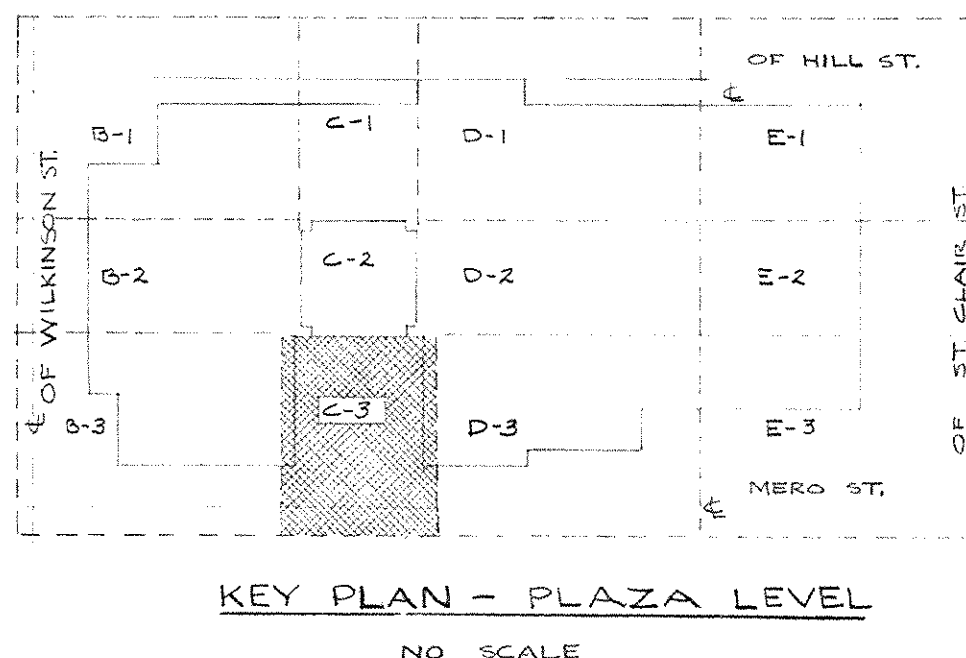 OF HILL ST.
℄
B-1
C-1
D-1
E-1
℄ OF WILKINSON ST.
B-2
C-2
D-2
E-2
OF ST. CLAIR ST.
B-3
C-3
D-3
E-3
MERO ST.
℄
KEY PLAN - PLAZA LEVEL
NO SCALE